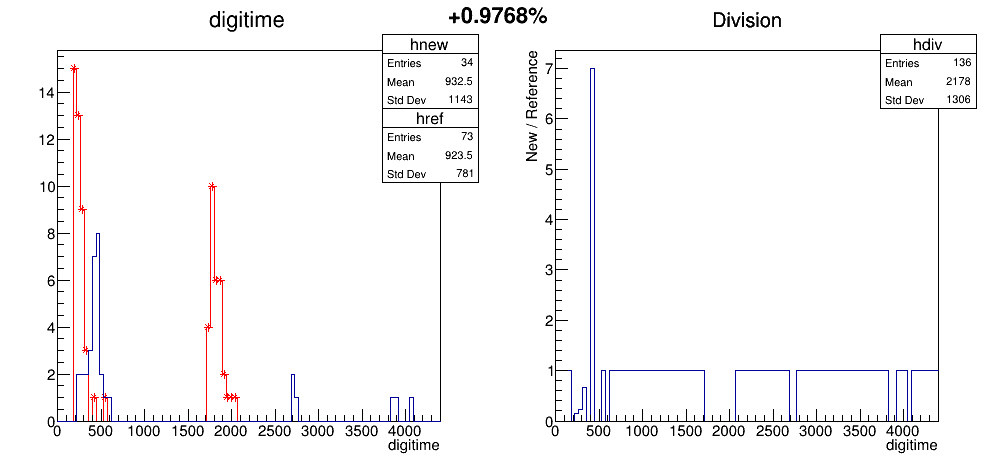 +0.9768%
digitime
hnew
Entries 34
Mean 932.5
Std Dev 1143
href
Entries 73
Mean 923.5
Std Dev 781
14
12
10
8
6
4
2
0
0 500 1000 1500 2000 2500 3000 3500 4000
digitime
Division
hdiv
Entries 136
Mean 2178
Std Dev 1306
New / Reference
7
6
5
4
3
2
1
0
0 500 1000 1500 2000 2500 3000 3500 4000
digitime